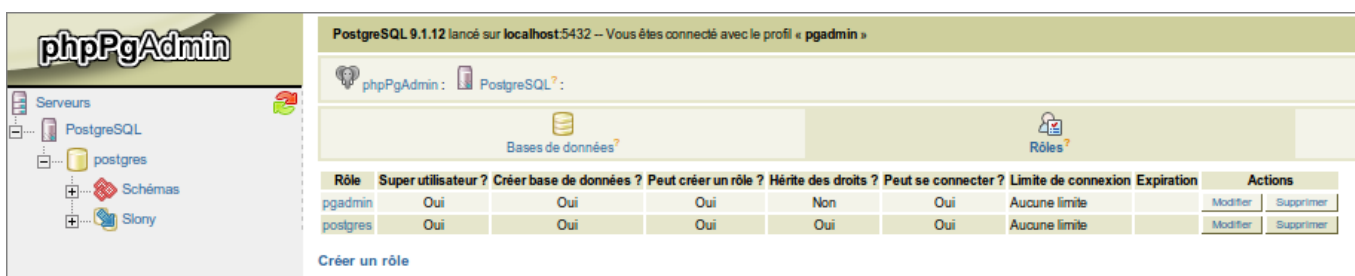 phpPgAdmin
PostgreSQL 9.1.12 lancé sur localhost:5432 -- Vous êtes connecté avec le profil « pgadmin »
phpPgAdmin : PostgreSQL? :
Serveurs
PostgreSQL
postgres
Schémas
Slony
Bases de données? Rôles?
Rôle Super utilisateur ? Créer base de données ? Peut créer un rôle ? Hérite des droits ? Peut se connecter ? Limite de connexion Expiration Actions
pgadmin Oui Oui Oui Non Oui Aucune limite Modifier Supprimer
postgres Oui Oui Oui Oui Oui Aucune limite Modifier Supprimer
Créer un rôle